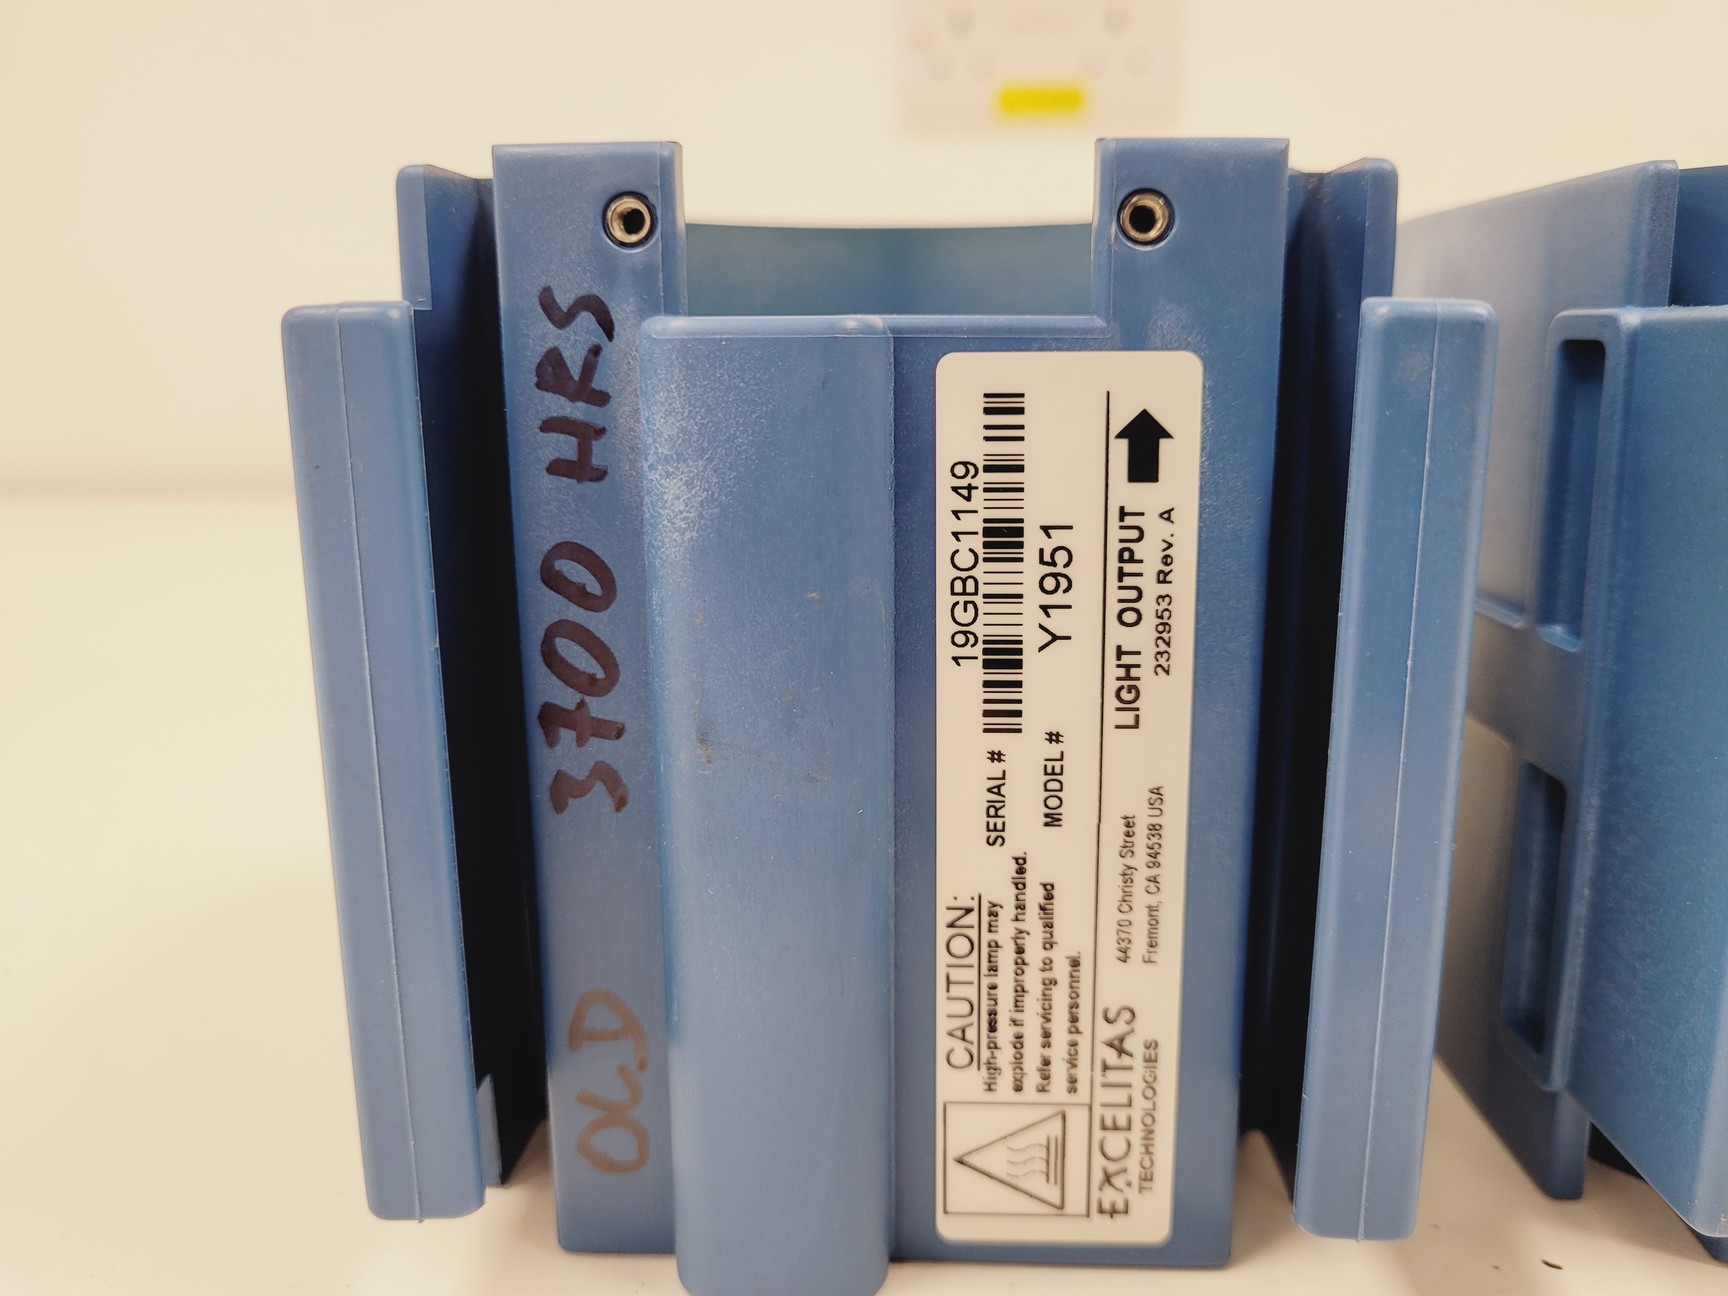 OLD 3700 HRS
CAUTION:
High-pressure lamp may
explode if improperly handled.
Refer servicing to qualified
service personnel.
SERIAL #
19GBC1149
MODEL # Y1951
EXCELITAS
TECHNOLOGIES
44370 Christy Street
Fremont, CA 94538 USA
LIGHT OUTPUT
232953 Rev. A